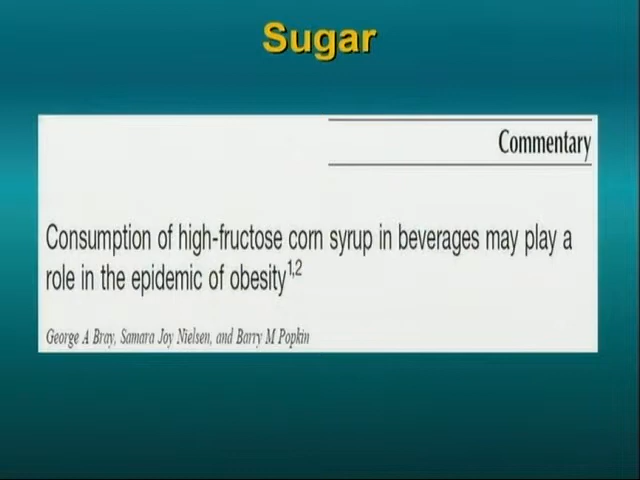 Sugar
Commentary
Consumption of high-fructose corn syrup in beverages may play a
role in the epidemic of obesity1,2
George A Bray, Samara Joy Nielsen, and Barry M Popkin